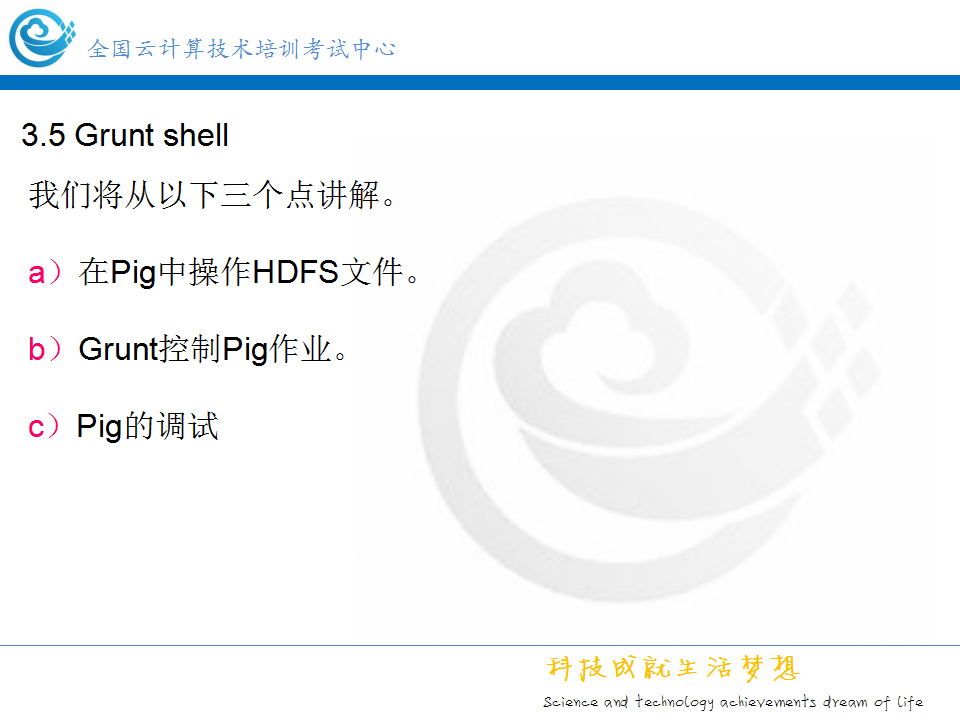 全国云计算技术培训考试中心
3.5 Grunt shell
我们将从以下三个点讲解。
a）在Pig中操作HDFS文件。
b）Grunt控制Pig作业。
c）Pig的调试
科技成就生活梦想
Science and technology achievements dream of life